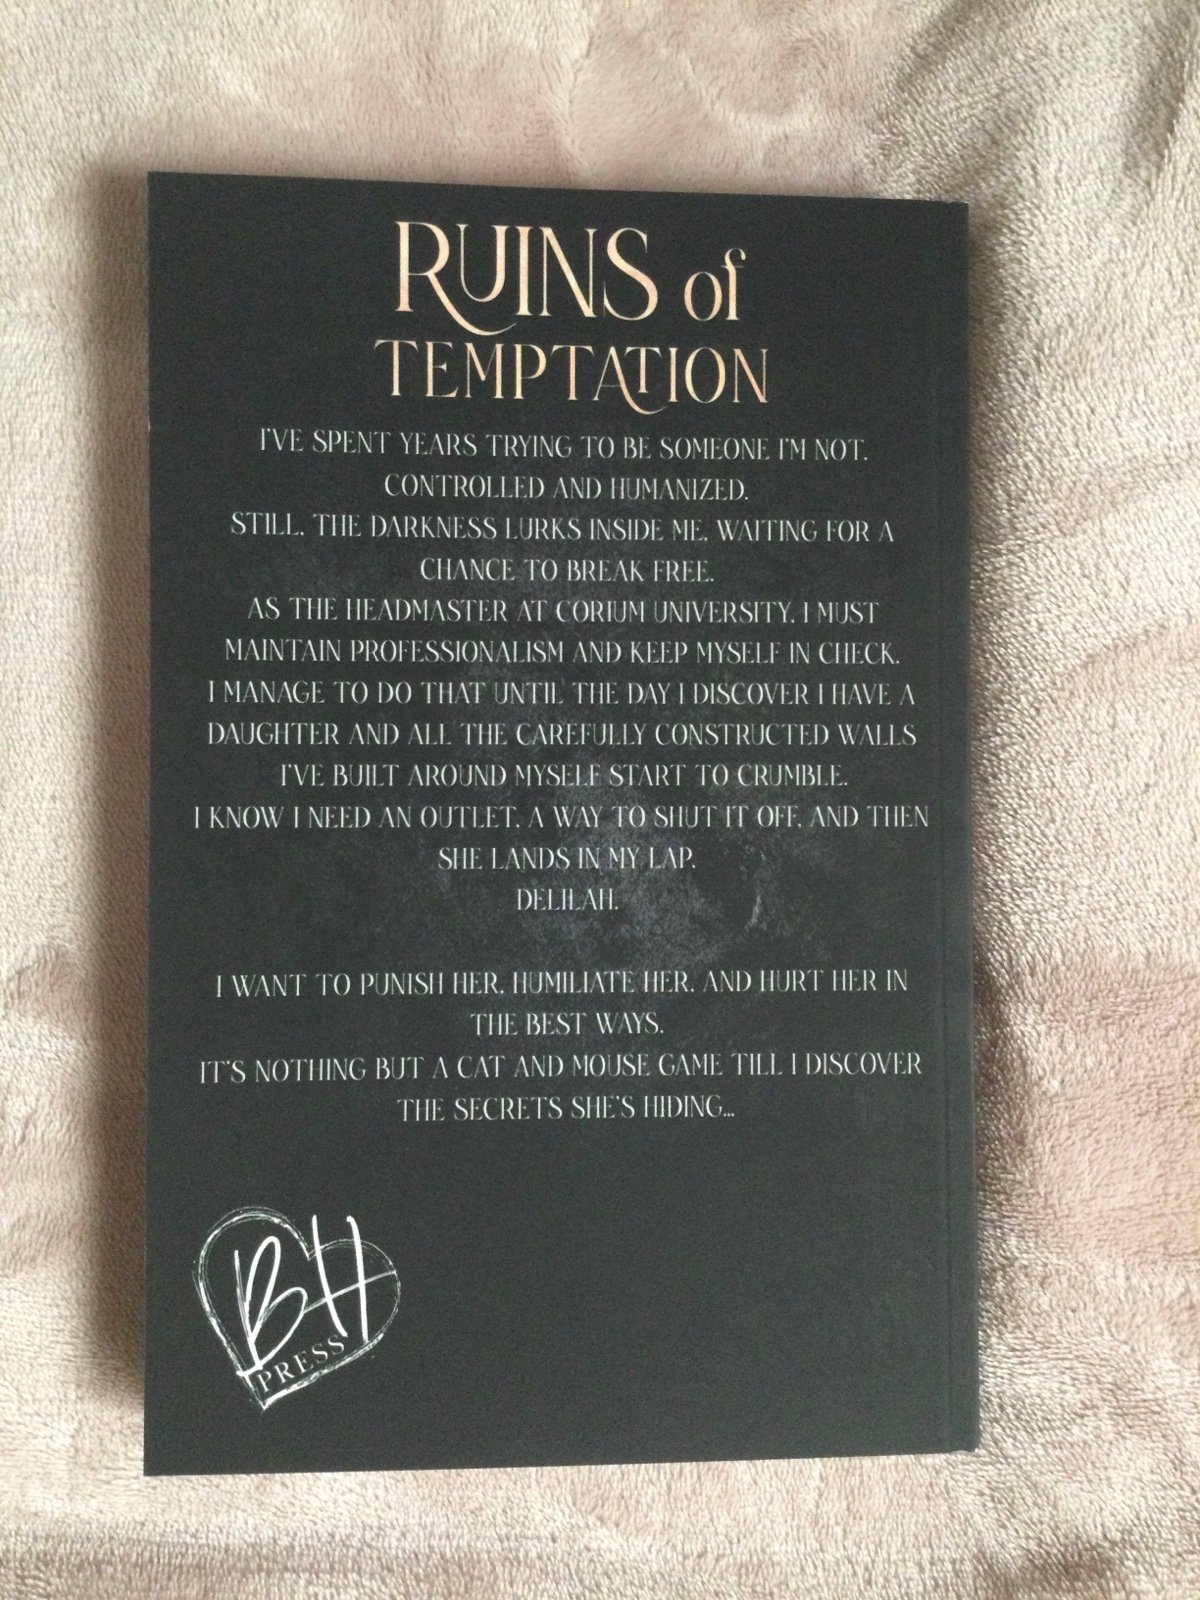 RUINS of
TEMPTATION
I'VE SPENT YEARS TRYING TO BE SOMEONE I'M NOT.
CONTROLLED AND HUMANIZED.
STILL, THE DARKNESS LURKS INSIDE ME, WAITING FOR A
CHANCE TO BREAK FREE.
AS THE HEADMASTER AT CORIUM UNIVERSITY, I MUST
MAINTAIN PROFESSIONALISM AND KEEP MYSELF IN CHECK.
I MANAGE TO DO THAT UNTIL THE DAY I DISCOVER I HAVE A
DAUGHTER AND ALL THE CAREFULLY CONSTRUCTED WALLS
I'VE BUILT AROUND MYSELF START TO CRUMBLE.
I KNOW I NEED AN OUTLET, A WAY TO SHUT IT OFF, AND THEN
SHE LANDS IN MY LAP.
DELILAH.
I WANT TO PUNISH HER, HUMILIATE HER, AND HURT HER IN
THE BEST WAYS.
IT'S NOTHING BUT A CAT AND MOUSE GAME TILL I DISCOVER
THE SECRETS SHE'S HIDING...
BH
PRESS